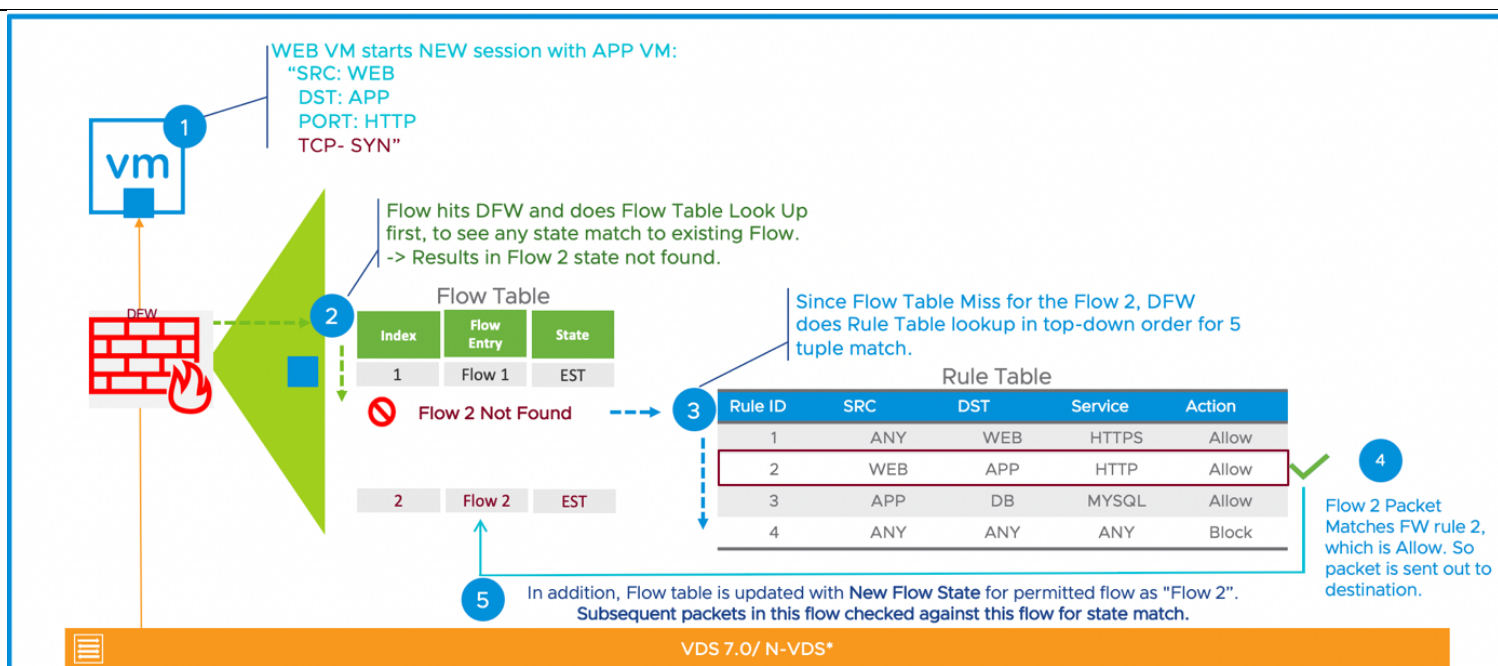 WEB VM starts NEW session with APP VM:
“SRC: WEB
DST: APP
PORT: HTTP
TCP- SYN”
1
vm
Flow hits DFW and does Flow Table Look Up
first, to see any state match to existing Flow.
-> Results in Flow 2 state not found.
DFW
2
Flow Table
Index Flow Entry State
1 Flow 1 EST
Flow 2 Not Found
2 Flow 2 EST
Since Flow Table Miss for the Flow 2, DFW
does Rule Table lookup in top-down order for 5
tuple match.
3
Rule Table
Rule ID SRC DST Service Action
1 ANY WEB HTTPS Allow
2 WEB APP HTTP Allow
3 APP DB MYSQL Allow
4 ANY ANY ANY Block
4
Flow 2 Packet
Matches FW rule 2,
which is Allow. So
packet is sent out to
destination.
5
In addition, Flow table is updated with New Flow State for permitted flow as "Flow 2".
Subsequent packets in this flow checked against this flow for state match.
VDS 7.0/ N-VDS*